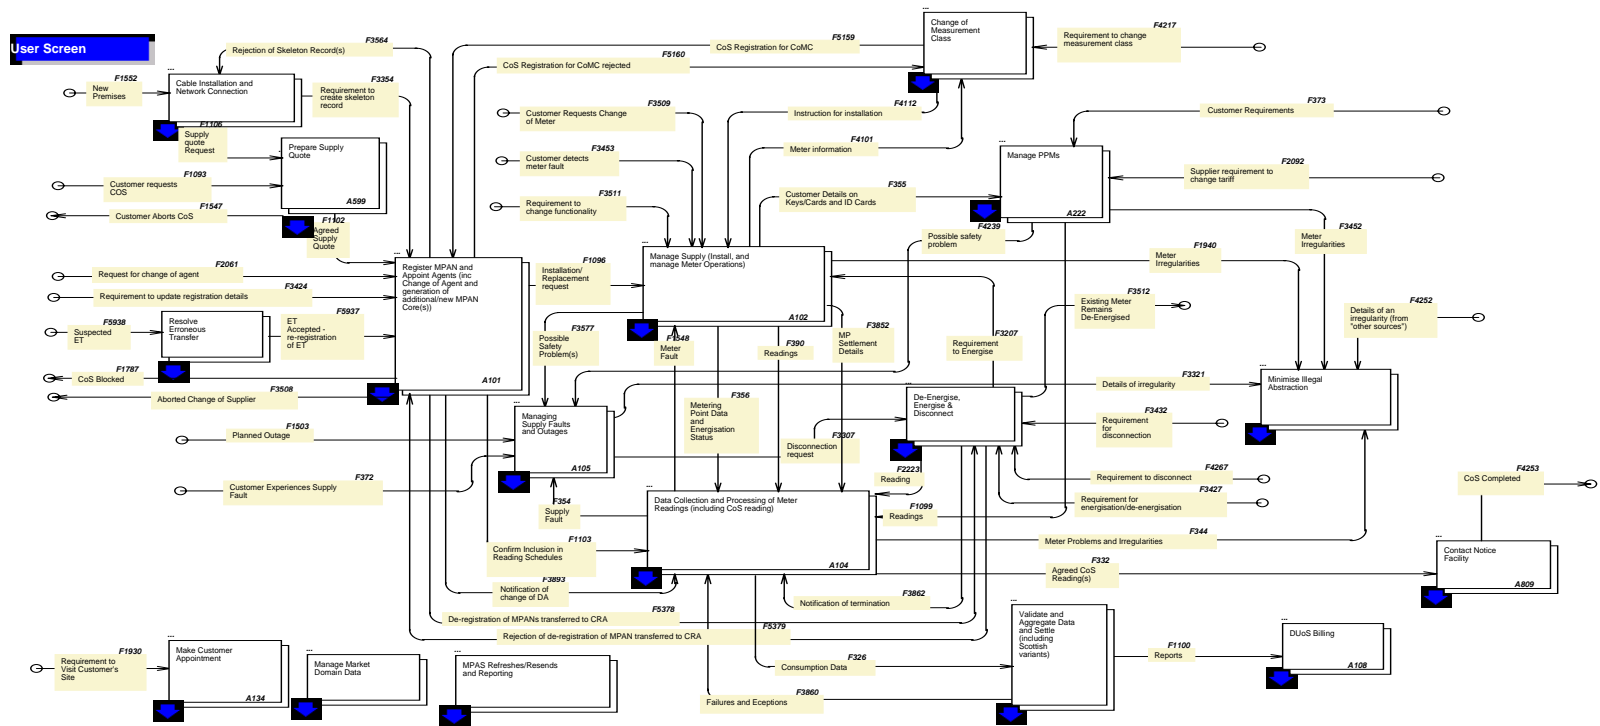 User Screen
F3564
Rejection of Skeleton Record(s)
F5159
CoS Registration for CoMC
F5160
CoS Registration for CoMC rejected
...
Change of
Measurement
Class
F4217
Requirement to change
measurement class
F1552
New
Premises
...
Cable Installation and
Network Connection
F3354
Requirement to
create skeleton
record
F1106
Supply
quote
Request
...
Prepare Supply
Quote
A599
F1093
Customer requests
COS
F1547
Customer Aborts CoS
F1102
Agreed
Supply
Quote
F3509
Customer Requests Change
of Meter
F3453
Customer detects
meter fault
F3511
Requirement to
change functionality
F4112
Instruction for installation
F4101
Meter information
F355
Customer Details on
Keys/Cards and ID Cards
F373
Customer Requirements
...
Manage PPMs
A222
F2092
Supplier requirement to
change tariff
F4239
Possible safety
problem
F3452
Meter
Irregularities
F1940
Meter
Irregularities
F2061
Request for change of agent
F3424
Requirement to update registration details
F5938
Suspected
ET
...
Resolve
Erroneous
Transfer
F5937
ET
Accepted -
re-registration
of ET
F1787
CoS Blocked
F3508
Aborted Change of Supplier
...
Register MPAN and
Appoint Agents (inc
Change of Agent and
generation of
additional/new MPAN
Core(s))
A101
F1096
Installation/
Replacement
request
...
Manage Supply (Install, and
manage Meter Operations)
A102
F3577
Possible
Safety
Problem(s)
F1548
Meter
Fault
F390
Readings
F3852
MP
Settlement
Details
F3207
Requirement
to Energise
F3512
Existing Meter
Remains
De-Energised
F4252
Details of an
irregularity (from
"other sources")
F3321
Details of irregularity
...
Minimise Illegal
Abstraction
F356
Metering
Point Data
and
Energisation
Status
...
De-Energise,
Energise &
Disconnect
F3432
Requirement
for
disconnection
F1503
Planned Outage
...
Managing
Supply Faults
and Outages
A105
F3307
Disconnection
request
F372
Customer Experiences Supply
Fault
F2223
Reading
F4267
Requirement to disconnect
F3427
Requirement for
energisation/de-energisation
F354
Supply
Fault
...
Data Collection and Processing of Meter
Readings (including CoS reading)
A104
F1099
Readings
F4253
CoS Completed
F1103
Confirm Inclusion in
Reading Schedules
F344
Meter Problems and Irregularities
F332
Agreed CoS
Reading(s)
...
Contact Notice
Facility
A809
F3893
Notification of
change of DA
F3862
Notification of termination
F5378
De-registration of MPANs transferred to CRA
F5379
Rejection of de-registration of MPAN transferred to CRA
...
Validate and
Aggregate Data
and Settle
(including
Scottish
variants)
F1100
Reports
...
DUoS Billing
A108
F1930
Requirement to
Visit Customer's
Site
...
Make Customer
Appointment
A134
...
Manage Market
Domain Data
...
MPAS Refreshes/Resends
and Reporting
F326
Consumption Data
F3860
Failures and Eceptions